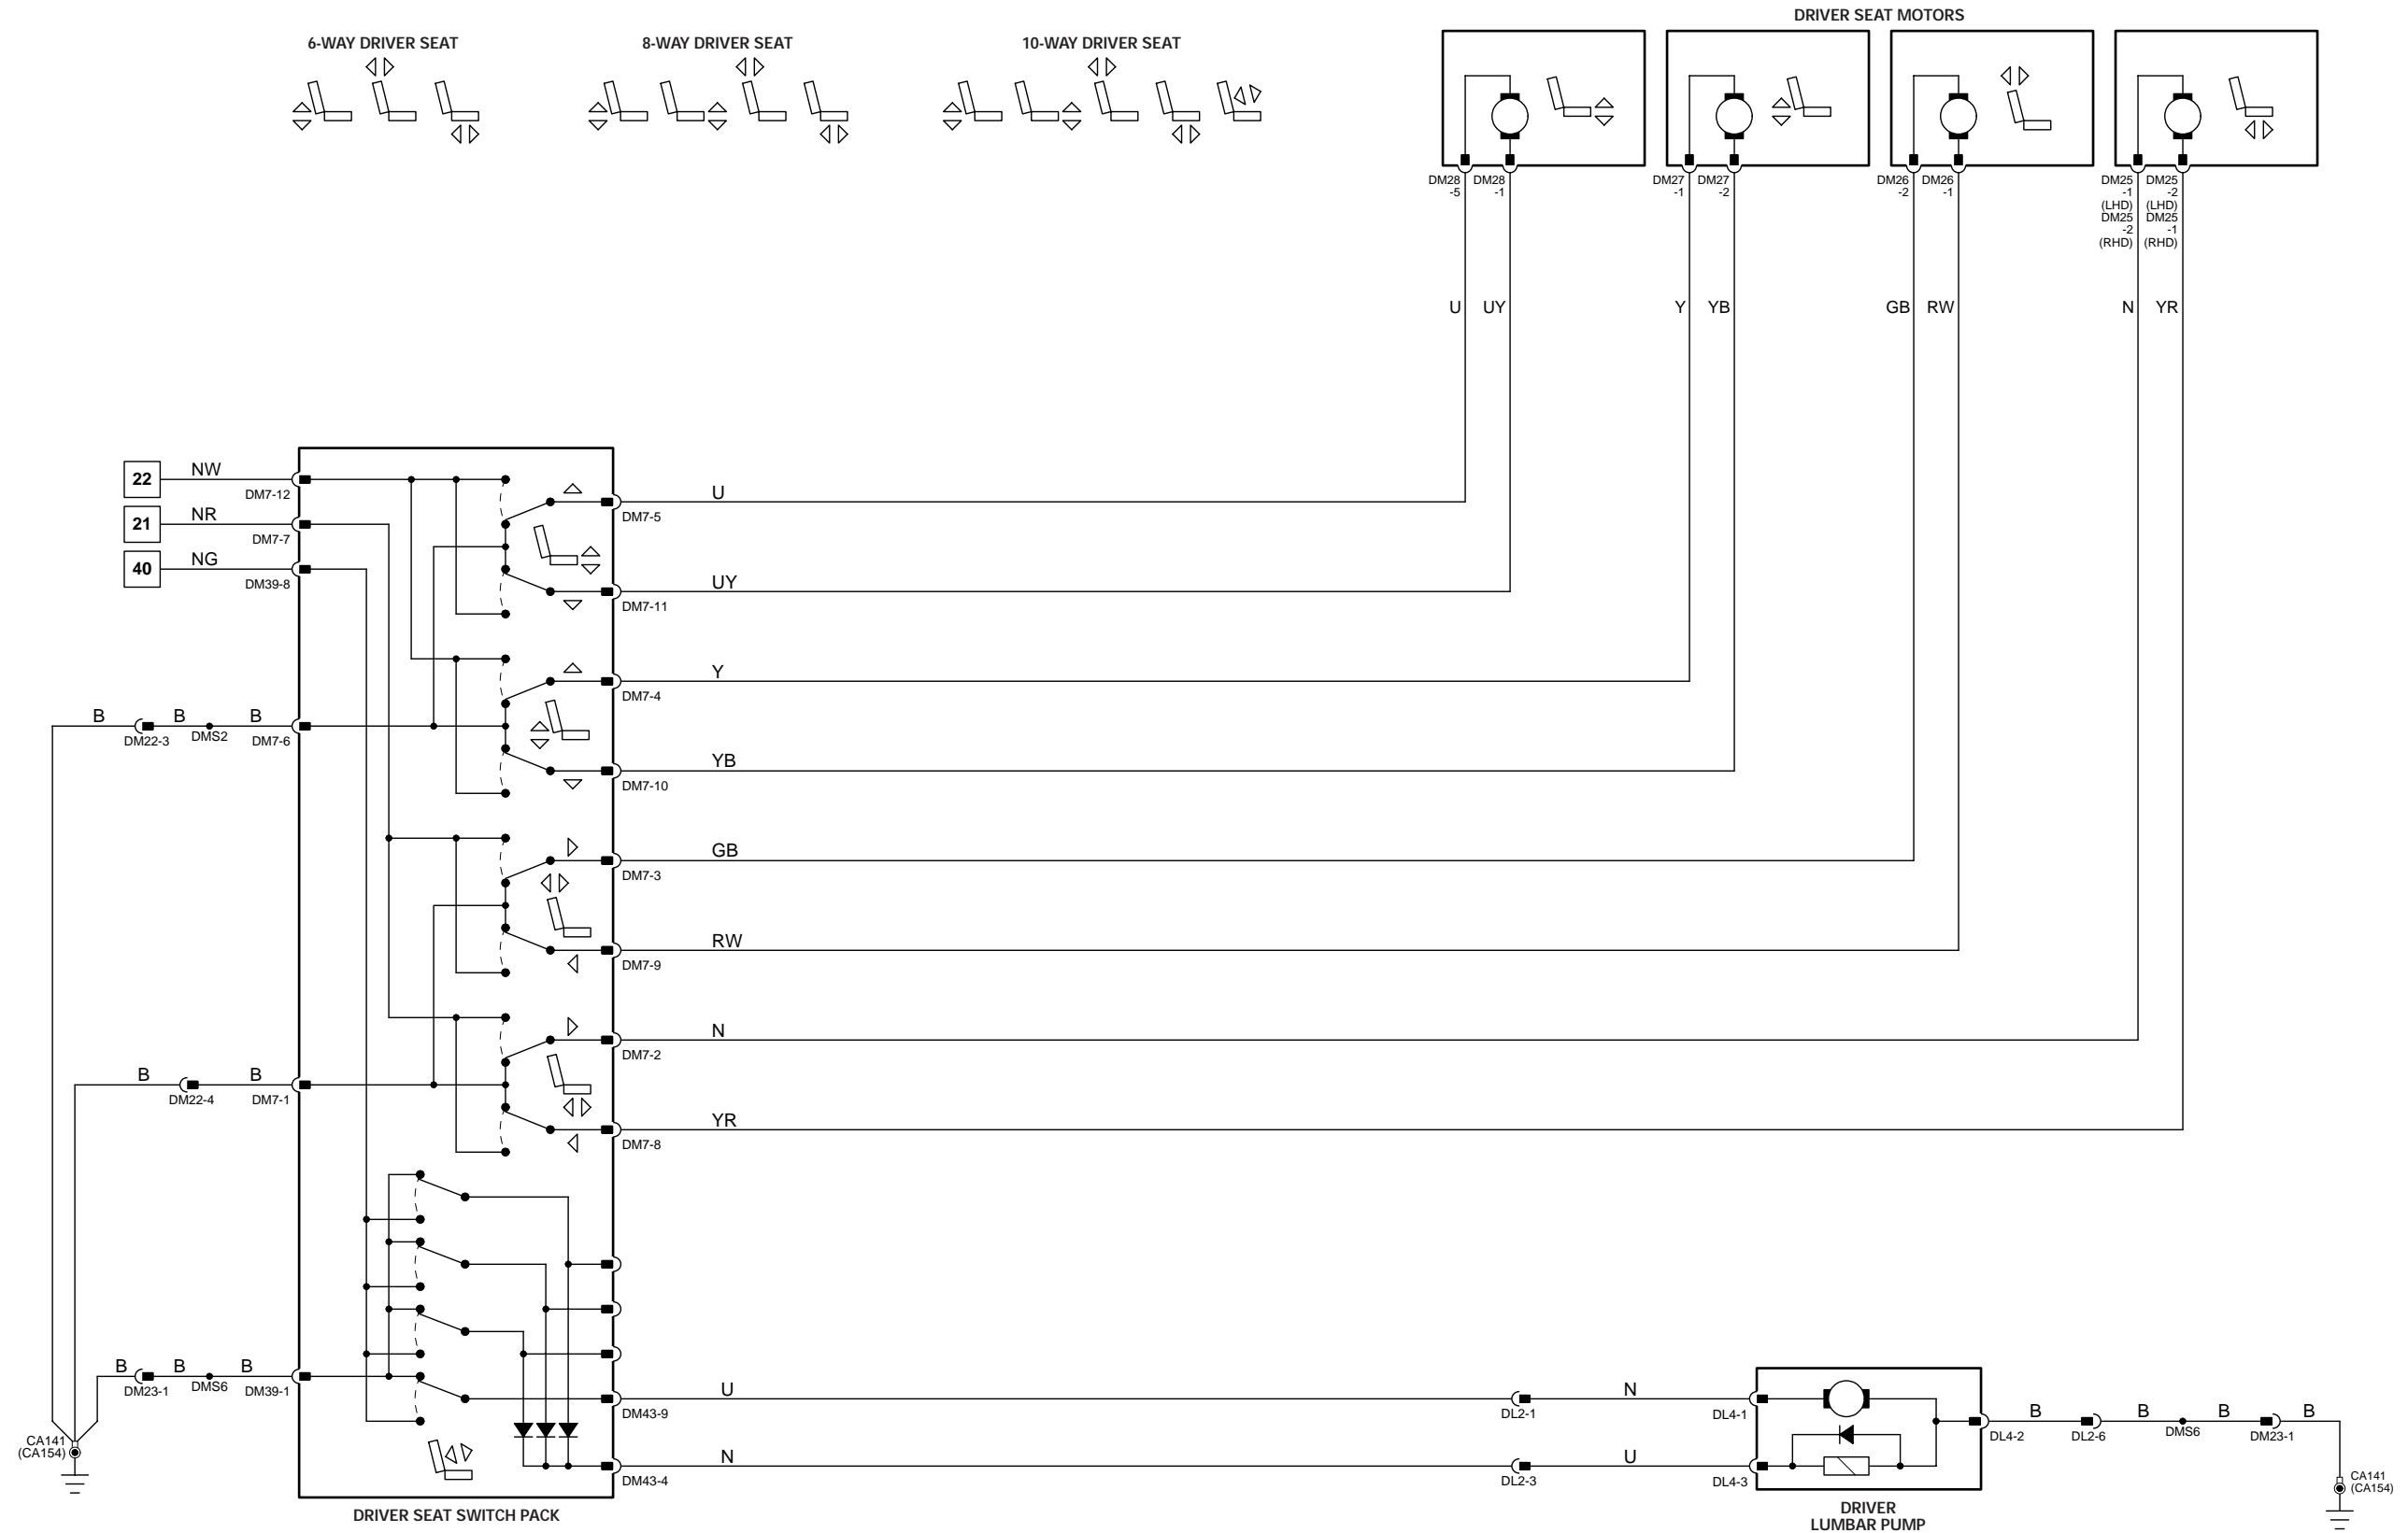 DRIVER SEAT MOTORS
6-WAY DRIVER SEAT
8-WAY DRIVER SEAT
10-WAY DRIVER SEAT
DM28 -5
DM28 -1
DM27 -1
DM27 -2
DM26 -2
DM26 -1
DM25 -1 (LHD) DM25 -2 (RHD)
DM25 -2 (LHD) DM25 -1 (RHD)
U UY Y YB GB RW N YR
22 NW DM7-12
21 NR DM7-7
40 NG DM39-8
U DM7-5
UY DM7-11
Y DM7-4
B DM22-3 B DMS2 B DM7-6
YB DM7-10
GB DM7-3
RW DM7-9
N DM7-2
B DM22-4 B DM7-1
YR DM7-8
B DM23-1 B DMS6 B DM39-1
U DM43-9 DL2-1 N DL4-1
DL4-2 B DL2-6 B DMS6 B DM23-1 B
N DM43-4 DL2-3 U DL4-3
CA141
(CA154)
CA141
(CA154)
DRIVER SEAT SWITCH PACK
DRIVER
LUMBAR PUMP